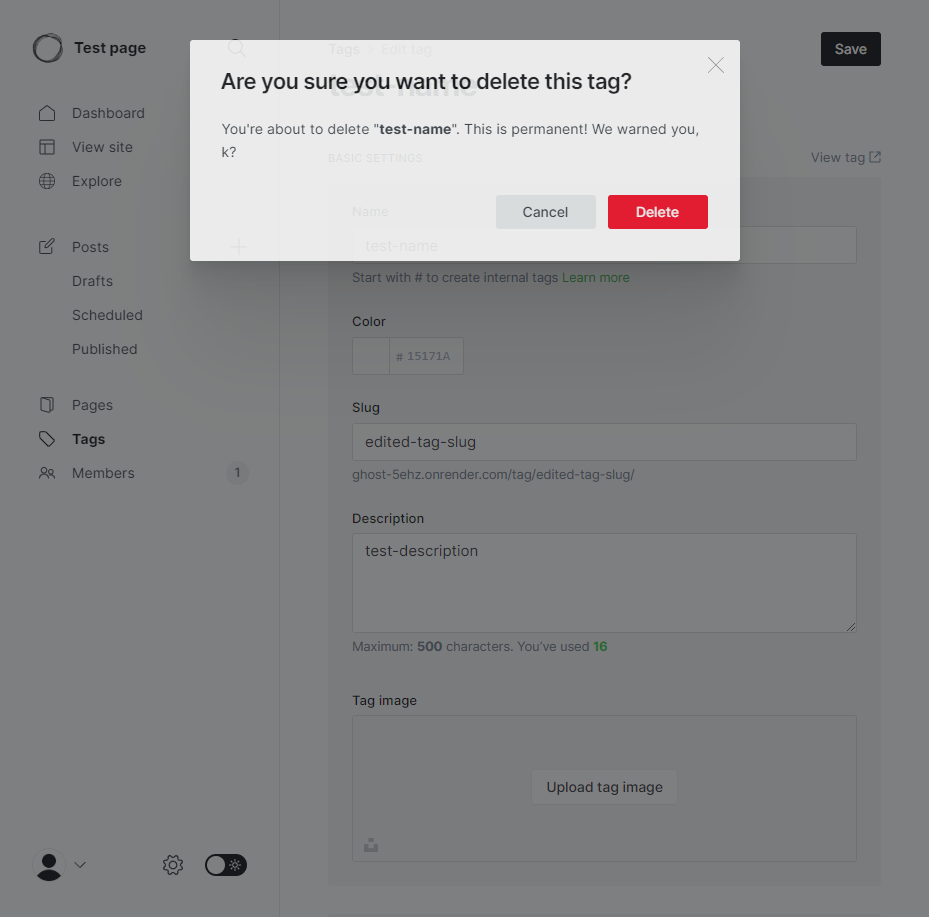 Test page
Dashboard
View site
Explore
Posts
Drafts
Scheduled
Published
Pages
Tags
Members
1
Tags > Edit tag
test-name
Save
Are you sure you want to delete this tag?
You're about to delete "test-name". This is permanent! We warned you,
k?
Cancel
Delete
BASIC SETTINGS
View tag
Name
test-name
Start with # to create internal tags Learn more
Color
# 15171A
Slug
edited-tag-slug
ghost-5ehz.onrender.com/tag/edited-tag-slug/
Description
test-description
Maximum: 500 characters. You've used 16
Tag image
Upload tag image